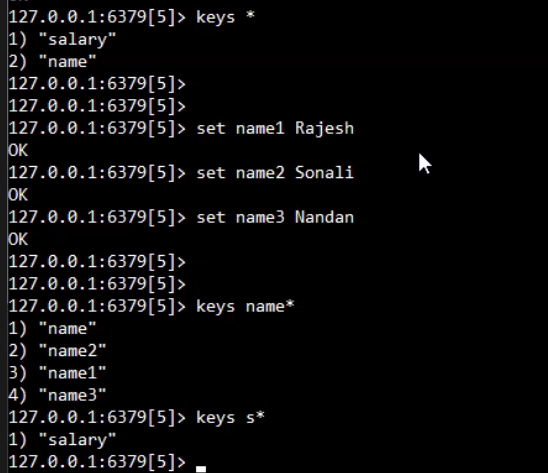 127.0.0.1:6379[5]> keys *
1) "salary"
2) "name"
127.0.0.1:6379[5]>
127.0.0.1:6379[5]>
127.0.0.1:6379[5]> set name1 Rajesh
OK
127.0.0.1:6379[5]> set name2 Sonali
OK
127.0.0.1:6379[5]> set name3 Nandan
OK
127.0.0.1:6379[5]>
127.0.0.1:6379[5]>
127.0.0.1:6379[5]> keys name*
1) "name"
2) "name2"
3) "name1"
4) "name3"
127.0.0.1:6379[5]> keys s*
1) "salary"
127.0.0.1:6379[5]>